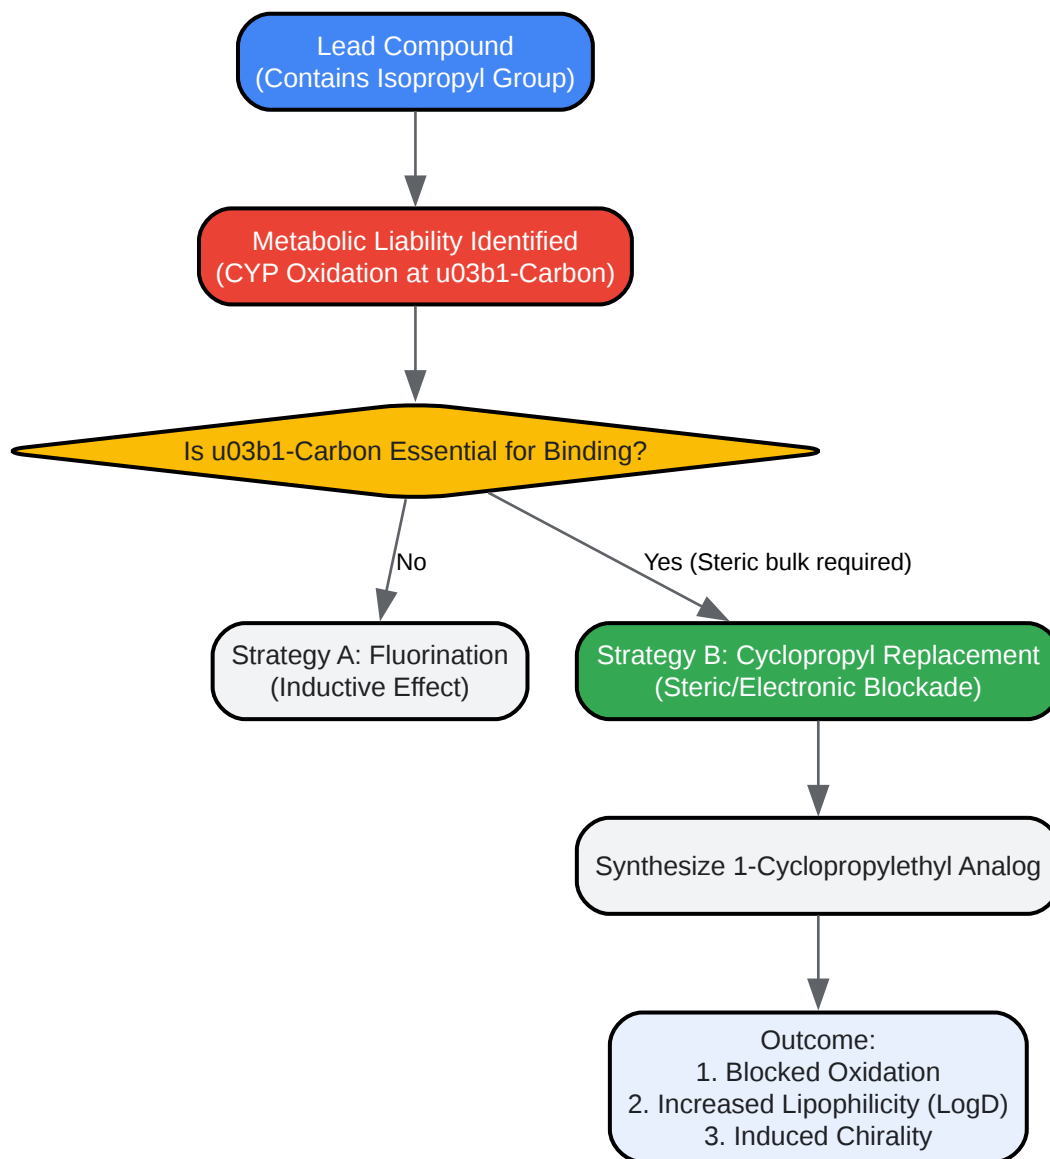 Lead Compound
(Contains Isopropyl Group)
Metabolic Liability Identified
(CYP Oxidation at u03b1-Carbon)
Is u03b1-Carbon Essential for Binding?
No
Yes (Steric bulk required)
Strategy A: Fluorination
(Inductive Effect)
Strategy B: Cyclopropyl Replacement
(Steric/Electronic Blockade)
Synthesize 1-Cyclopropylethyl Analog
Outcome:
1. Blocked Oxidation
2. Increased Lipophilicity (LogD)
3. Induced Chirality